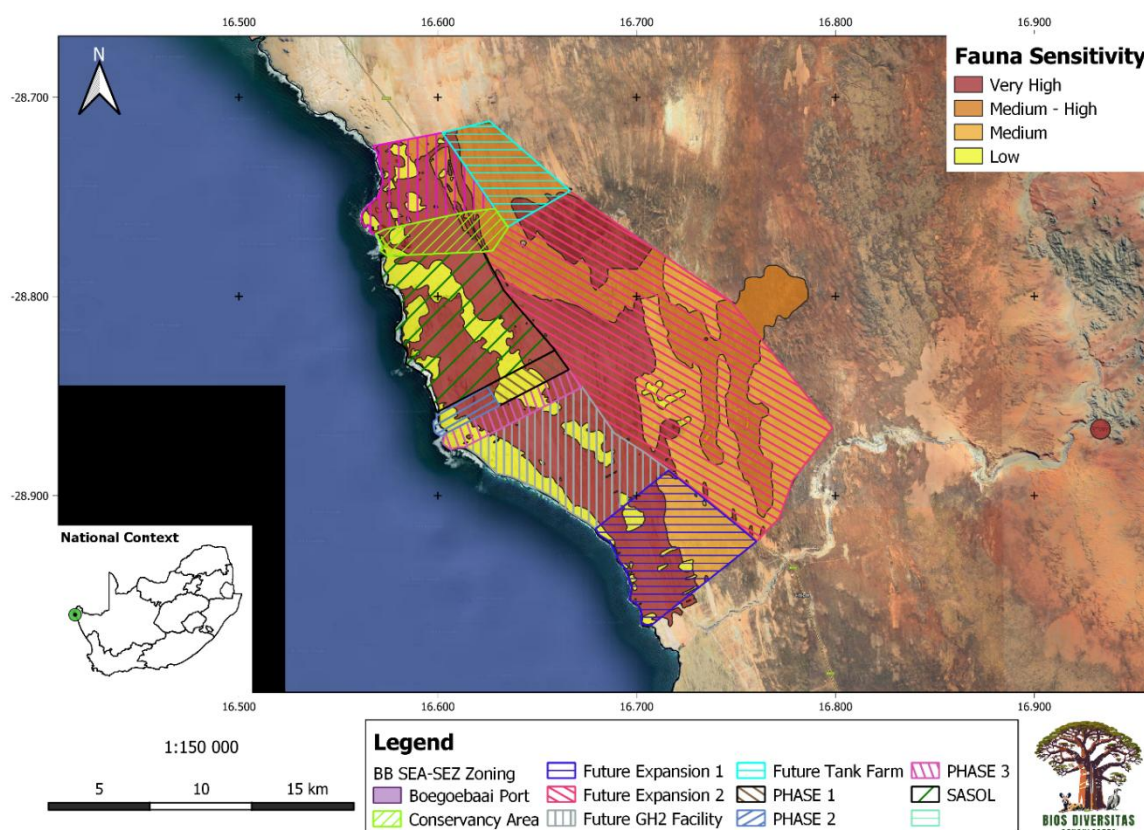 16.500 16.600 16.700 16.800 16.900
N
-28.700
-28.800
-28.900
Fauna Sensitivity
Very High
Medium - High
Medium
Low
National Context
16.500 16.600 16.700 16.800 16.900
1:150 000
5 10 15 km
Legend
BB SEA-SEZ Zoning
Boegoebaai Port
Conservancy Area
Future Expansion 1
Future Expansion 2
Future GH2 Facility
Future Tank Farm
PHASE 1
PHASE 2
PHASE 3
SASOL
BIOS DIVERSITAS